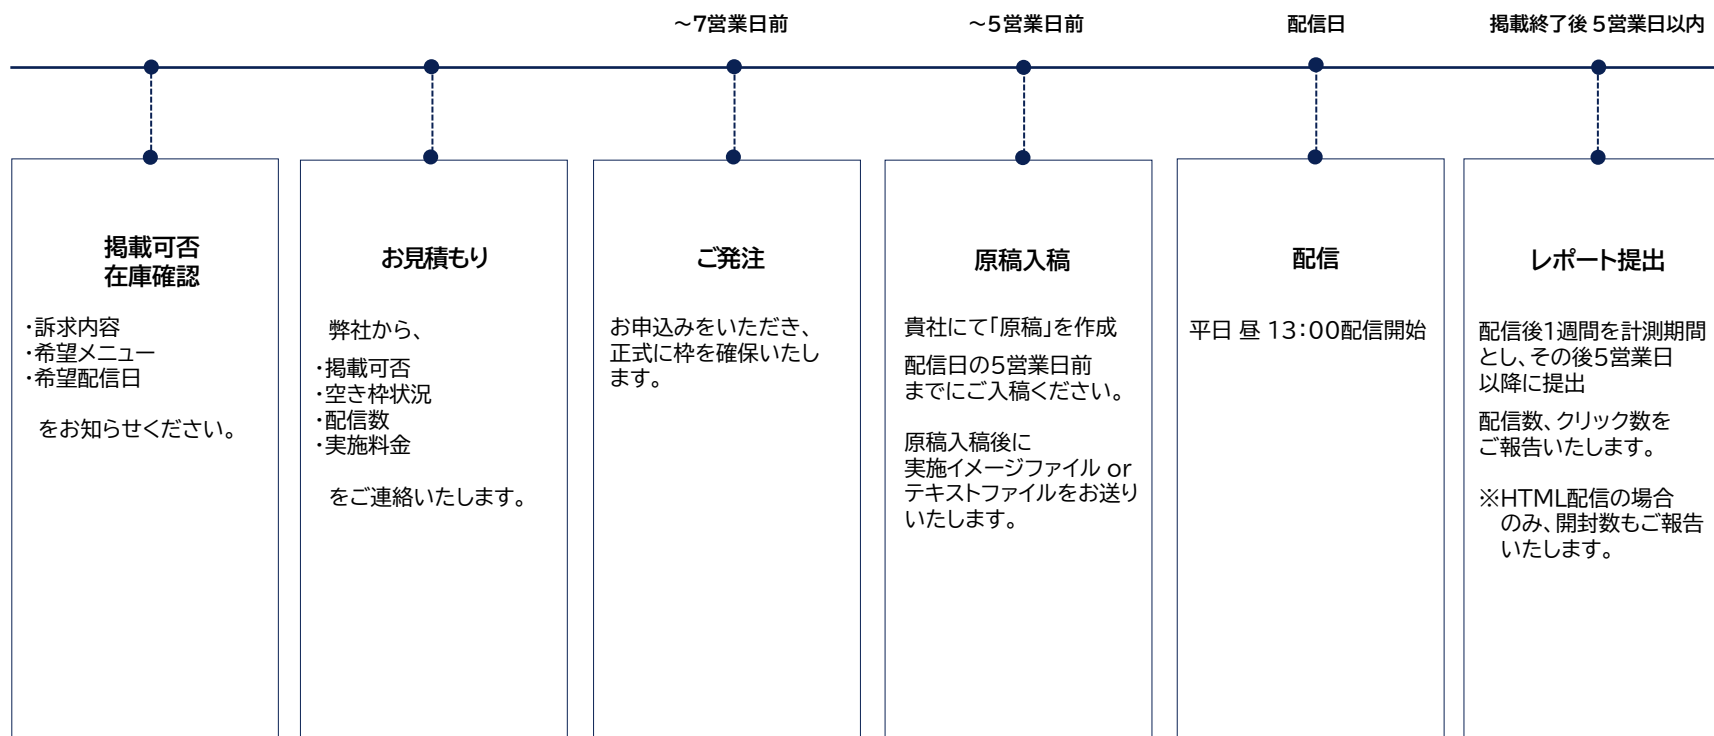 ～7営業日前
～5営業日前
配信日
掲載終了後 5営業日以内
掲載可否
在庫確認
・訴求内容
・希望メニュー
・希望配信日
をお知らせください。
お見積もり
弊社から、
・掲載可否
・空き枠状況
・配信数
・実施料金
をご連絡いたします。
ご発注
お申込みをいただき、
正式に枠を確保いたし
ます。
原稿入稿
貴社にて「原稿」を作成
配信日の5営業日前
までにご入稿ください。
原稿入稿後に
実施イメージファイル or
テキストファイルをお送り
いたします。
配信
平日 昼 13：00配信開始
レポート提出
配信後1週間を計測期間
とし、その後5営業日
以降に提出
配信数、クリック数を
ご報告いたします。
※HTML配信の場合
のみ、開封数もご報告
いたします。